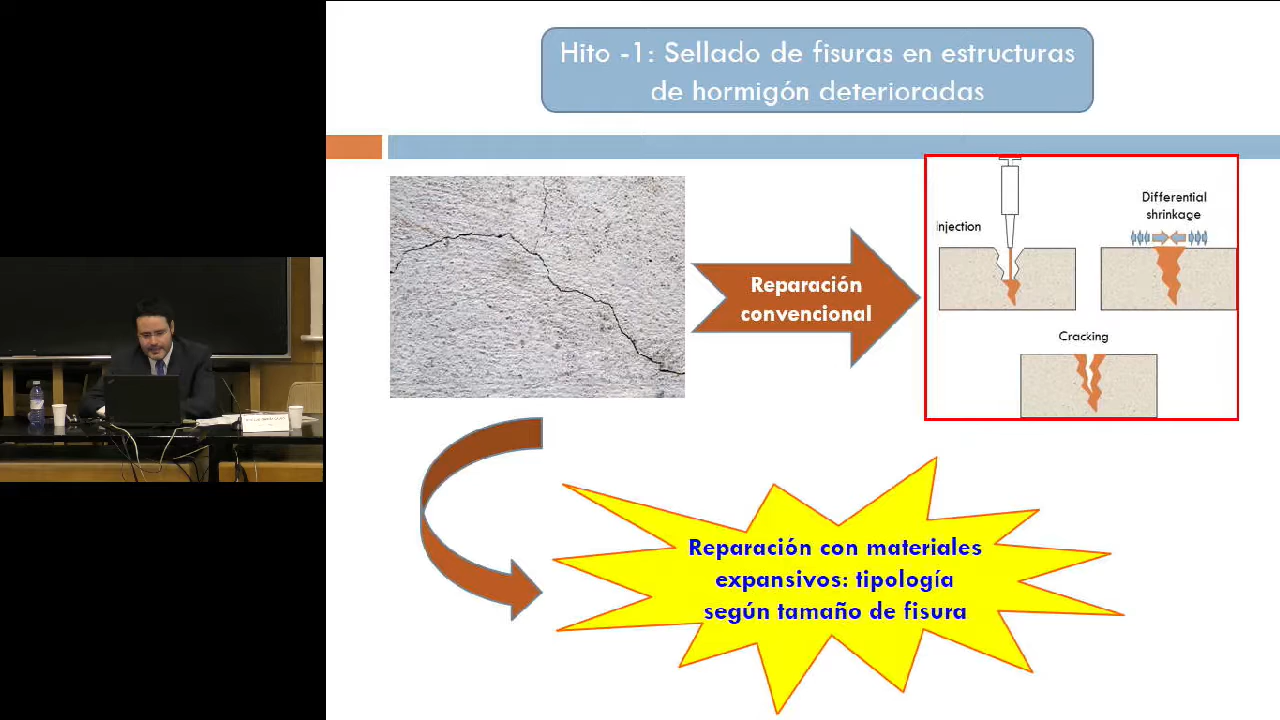 Hito -1: Sellado de fisuras en estructuras
de hormigón deterioradas
Injection
Differential
shrinkage
Cracking
Reparación
convencional
Reparación con materiales
expansivos: tipología
según tamaño de fisura